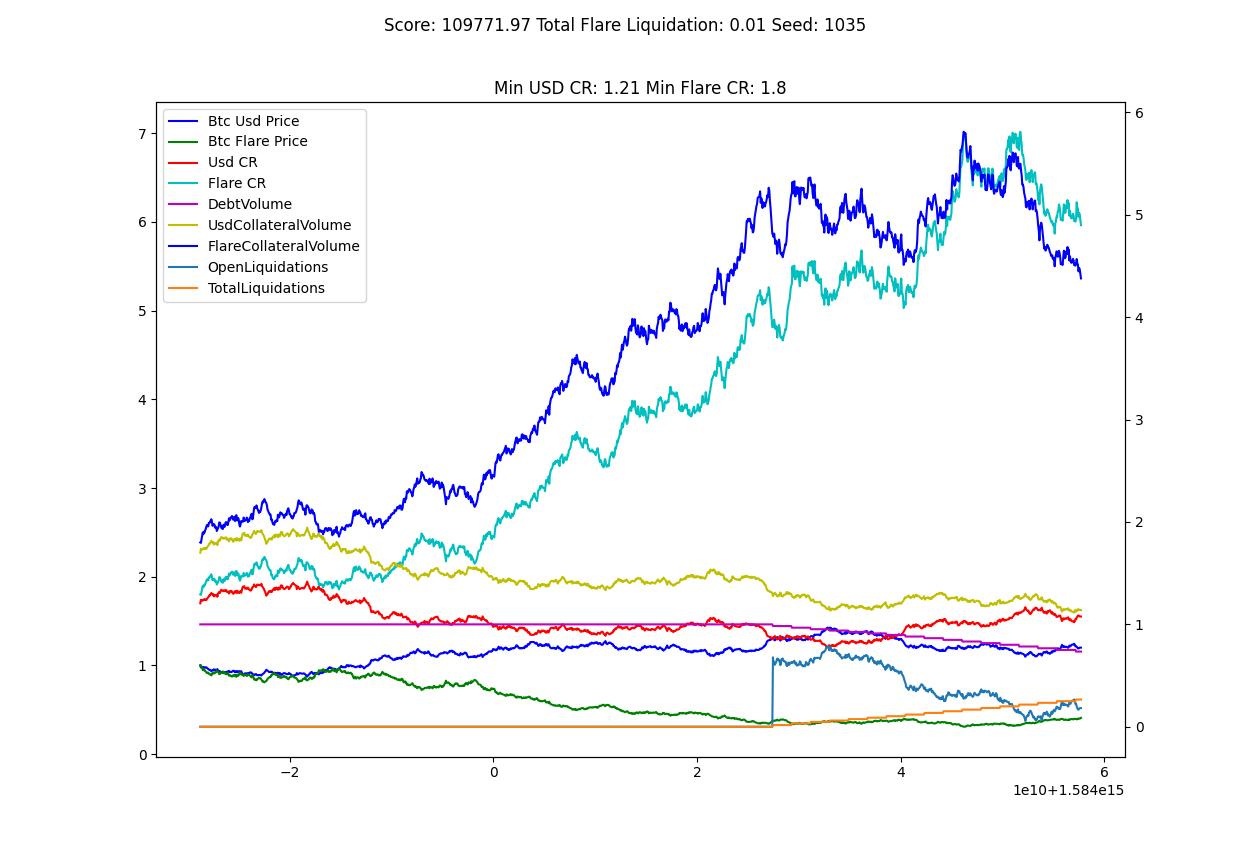 Score: 109771.97 Total Flare Liquidation: 0.01 Seed: 1035
Min USD CR: 1.21 Min Flare CR: 1.8
Btc Usd Price
Btc Flare Price
Usd CR
Flare CR
DebtVolume
UsdCollateralVolume
FlareCollateralVolume
OpenLiquidations
TotalLiquidations
7
6
5
4
3
2
1
0
6
5
4
3
2
1
0
−2
0
2
4
6
1e10+1.584e15